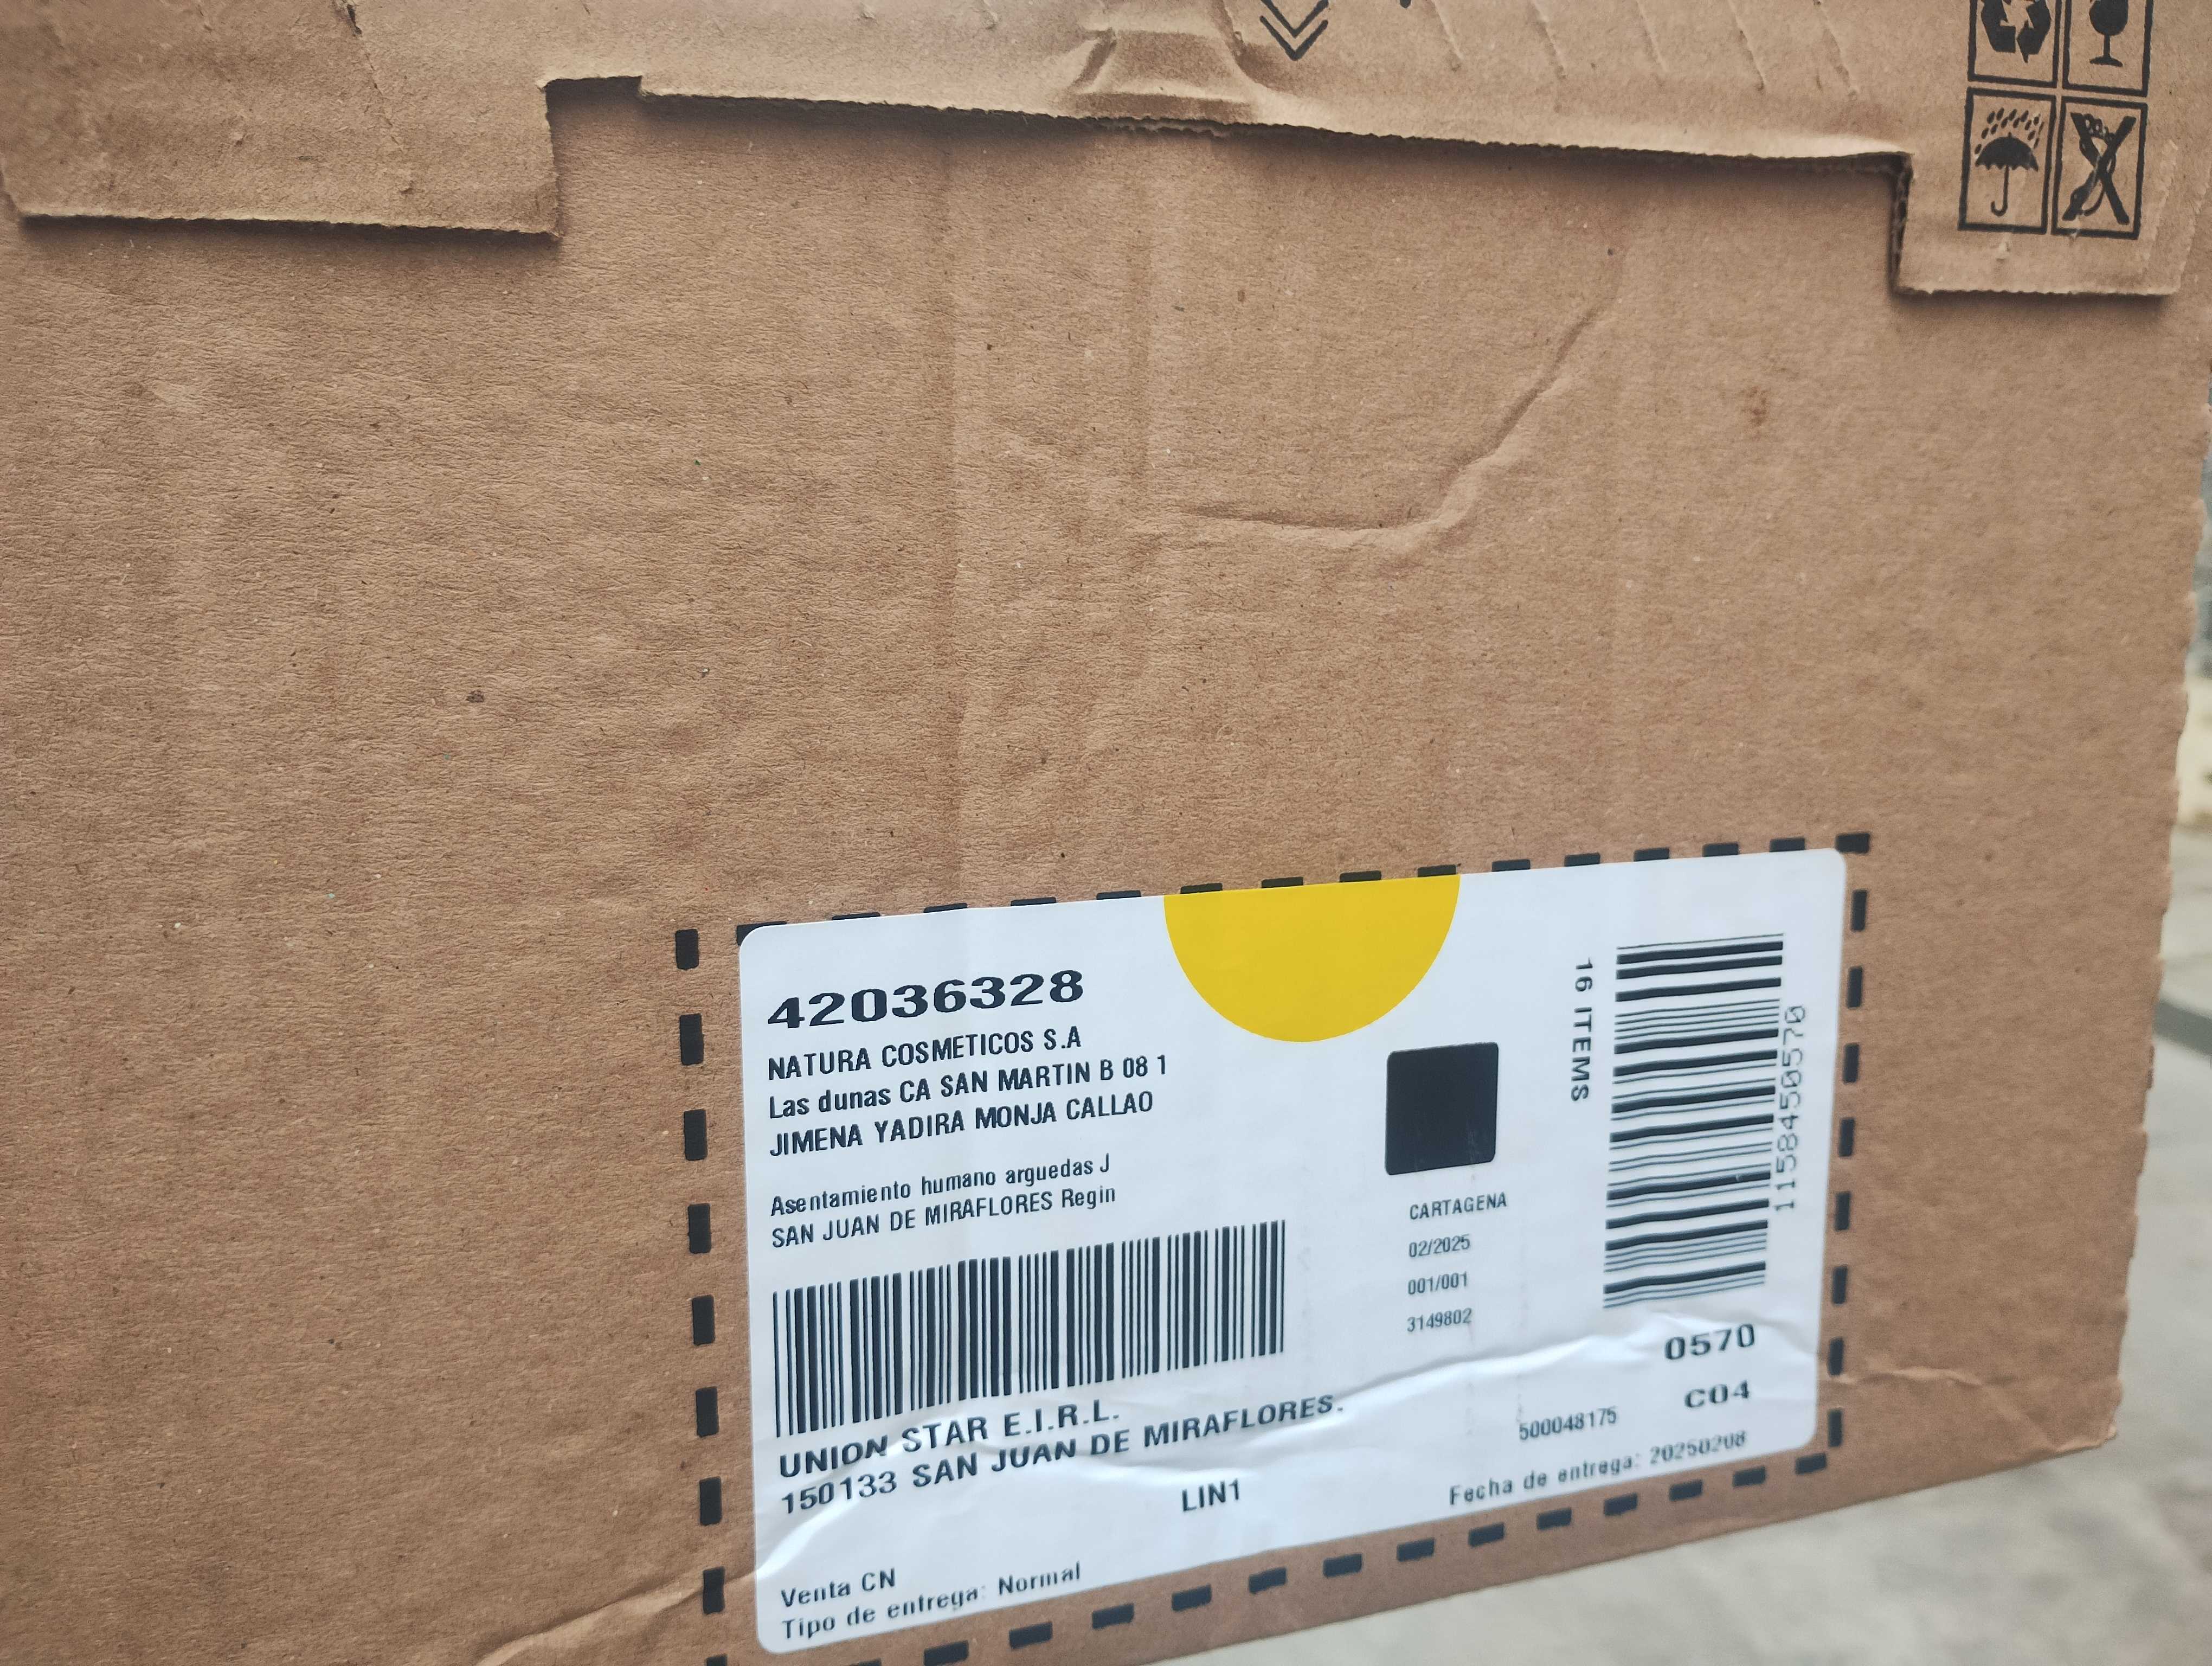 42036328
NATURA COSMETICOS S.A
Las dunas CA SAN MARTIN B 08 1
JIMENA YADIRA MONJA CALLAO
Asentamiento humano arguedas J
SAN JUAN DE MIRAFLORES Regin
UNION STAR E.I.R.L.
150133 SAN JUAN DE MIRAFLORES.
LIN1
Venta CN
Tipo de entrega: Normal
CARTAGENA
02/2025
001/001
3149802
16 ITEMS
1158450570
0570
C04
500048175
Fecha de entrega: 20250208